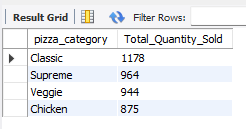 Result Grid Filter Rows:
pizza_category Total_Quantity_Sold
Classic 1178
Supreme 964
Veggie 944
Chicken 875